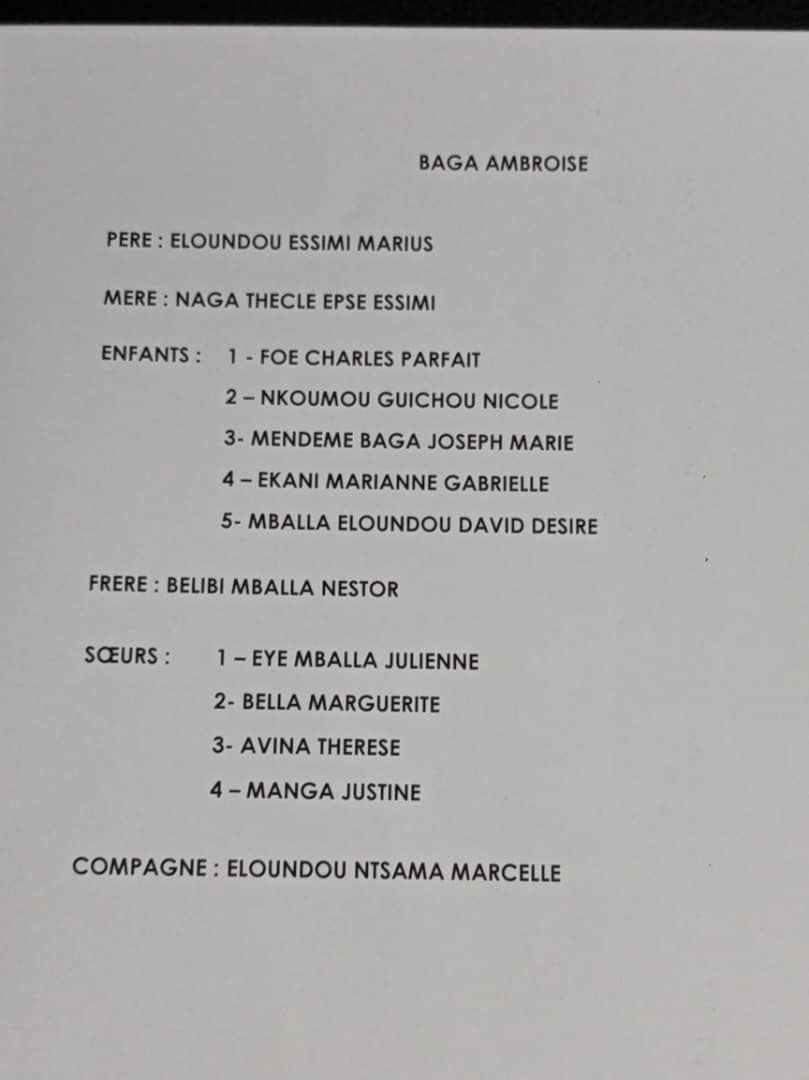 BAGA AMBROISE
PERE : ELOUNDOU ESSIMI MARIUS
MERE : NAGA THECLE EPSE ESSIMI
ENFANTS : 1 - FOE CHARLES PARFAIT
2 – NKOUMOU GUICHOU NICOLE
3- MENDEME BAGA JOSEPH MARIE
4 – EKANI MARIANNE GABRIELLE
5- MBALLA ELOUNDOU DAVID DESIRE
FRERE : BELIBI MBALLA NESTOR
SŒURS : 1 – EYE MBALLA JULIENNE
2- BELLA MARGUERITE
3- AVINA THERESE
4 – MANGA JUSTINE
COMPAGNE : ELOUNDOU NTSAMA MARCELLE